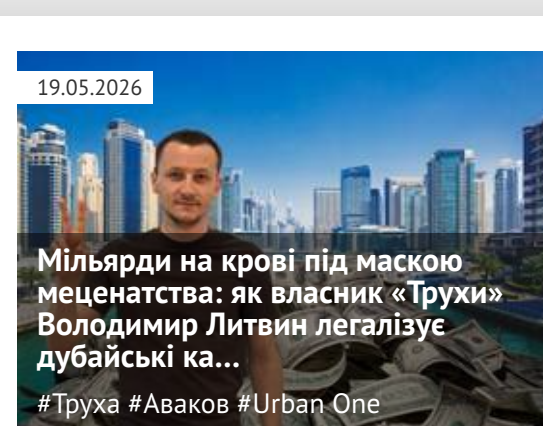 19.05.2026
Мільярди на крові під маскою
меценатства: як власник «Трухи»
Володимир Литвин легалізує
дубайські ка...
#Труха #Аваков #Urban One